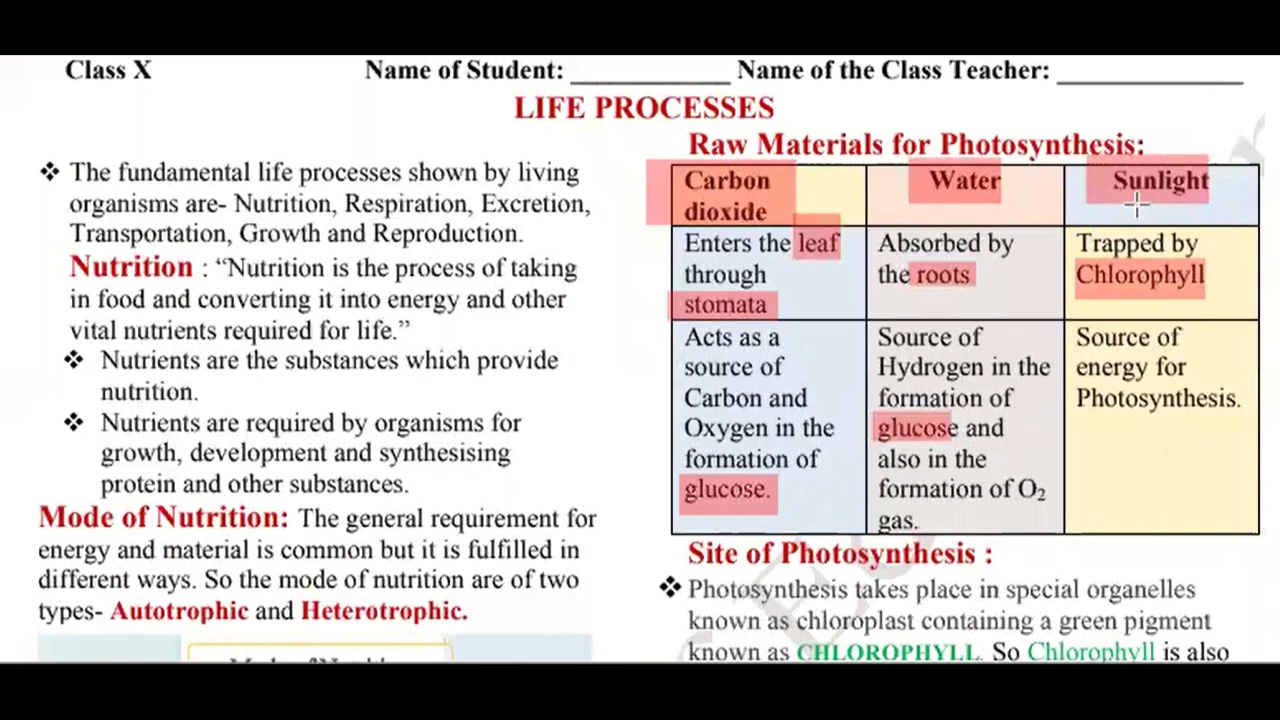 Class X Name of Student: ____________ Name of the Class Teacher: ______________
LIFE PROCESSES
❖ The fundamental life processes shown by living
organisms are- Nutrition, Respiration, Excretion,
Transportation, Growth and Reproduction.
Nutrition : “Nutrition is the process of taking
in food and converting it into energy and other
vital nutrients required for life.”
❖ Nutrients are the substances which provide
nutrition.
❖ Nutrients are required by organisms for
growth, development and synthesising
protein and other substances.
Mode of Nutrition: The general requirement for
energy and material is common but it is fulfilled in
different ways. So the mode of nutrition are of two
types- Autotrophic and Heterotrophic.
Raw Materials for Photosynthesis:
Carbon
dioxide
Water
Sunlight
Enters the leaf
through
stomata
Absorbed by
the roots
Trapped by
Chlorophyll
Acts as a
source of
Carbon and
Oxygen in the
formation of
glucose.
Source of
Hydrogen in the
formation of
glucose and
also in the
formation of O₂
gas.
Source of
energy for
Photosynthesis.
Site of Photosynthesis :
❖ Photosynthesis takes place in special organelles
known as chloroplast containing a green pigment
known as CHLOROPHYLL. So Chlorophyll is also